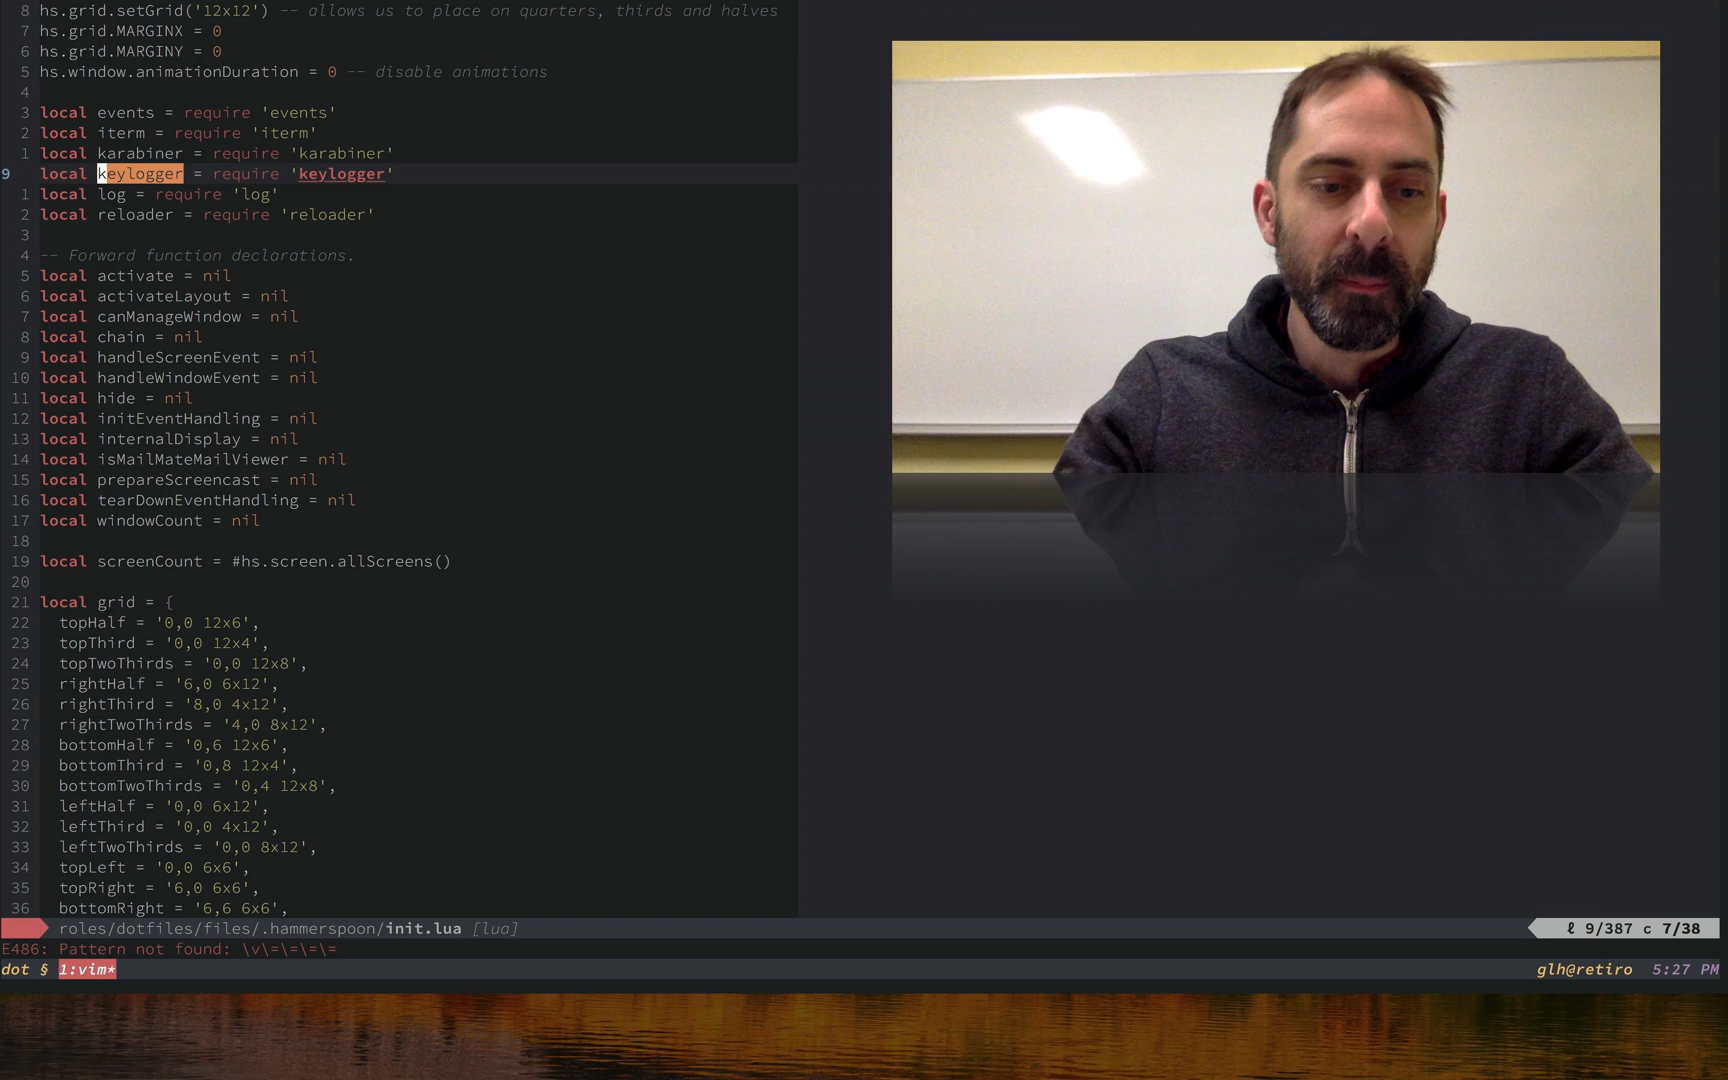 8 hs.grid.setGrid('12x12') -- allows us to place on quarters, thirds and halves
7 hs.grid.MARGINX = 0
6 hs.grid.MARGINY = 0
5 hs.window.animationDuration = 0 -- disable animations
4
3 local events = require 'events'
2 local iterm = require 'iterm'
1 local karabiner = require 'karabiner'
9 local keylogger = require 'keylogger'
1 local log = require 'log'
2 local reloader = require 'reloader'
3
4 -- Forward function declarations.
5 local activate = nil
6 local activateLayout = nil
7 local canManageWindow = nil
8 local chain = nil
9 local handleScreenEvent = nil
10 local handleWindowEvent = nil
11 local hide = nil
12 local initEventHandling = nil
13 local internalDisplay = nil
14 local isMailMateMailViewer = nil
15 local prepareScreencast = nil
16 local tearDownEventHandling = nil
17 local windowCount = nil
18
19 local screenCount = #hs.screen.allScreens()
20
21 local grid = {
22 topHalf = '0,0 12x6',
23 topThird = '0,0 12x4',
24 topTwoThirds = '0,0 12x8',
25 rightHalf = '6,0 6x12',
26 rightThird = '8,0 4x12',
27 rightTwoThirds = '4,0 8x12',
28 bottomHalf = '0,6 12x6',
29 bottomThird = '0,8 12x4',
30 bottomTwoThirds = '0,4 12x8',
31 leftHalf = '0,0 6x12',
32 leftThird = '0,0 4x12',
33 leftTwoThirds = '0,0 8x12',
34 topLeft = '0,0 6x6',
35 topRight = '6,0 6x6',
36 bottomRight = '6,6 6x6',
roles/dotfiles/files/.hammerspoon/init.lua [lua] ℓ 9/387 c 7/38
E486: Pattern not found: \v\=\=\=\=
dot § 1:vim* glh@retiro 5:27 PM